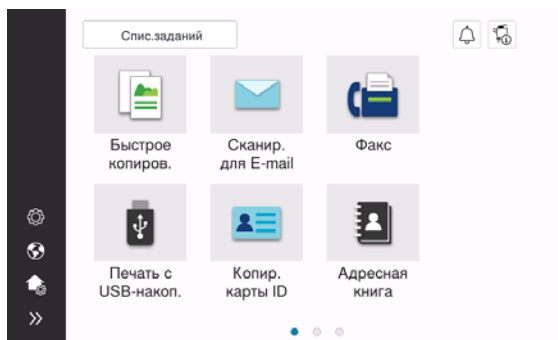 Спис.заданий
Быстрое
копиров.
Сканир.
для E-mail
Факс
Печать с
USB-накоп.
Копир.
карты ID
Адресная
книга